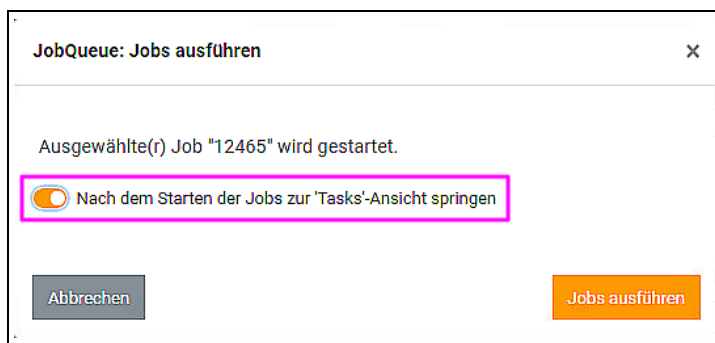 JobQueue: Jobs ausführen
Ausgewählte(r) Job "12465" wird gestartet.
Nach dem Starten der Jobs zur 'Tasks'-Ansicht springen
Abbrechen
Jobs ausführen